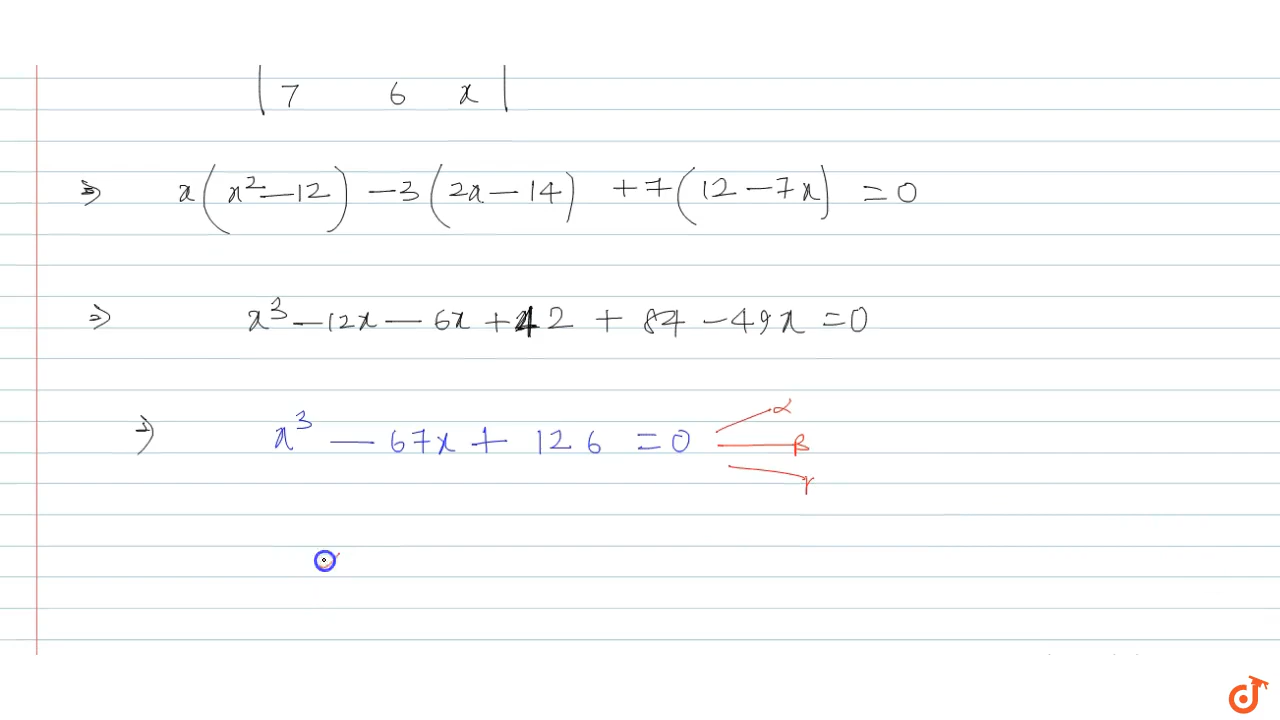 | 7 6 x |
⇒ x(x² – 12) – 3(2x – 14) + 7(12 – 7x) = 0
⇒ x³ – 12x – 6x + 42 + 84 – 49x = 0
⇒ x³ – 67x + 126 = 0 α
β
γ